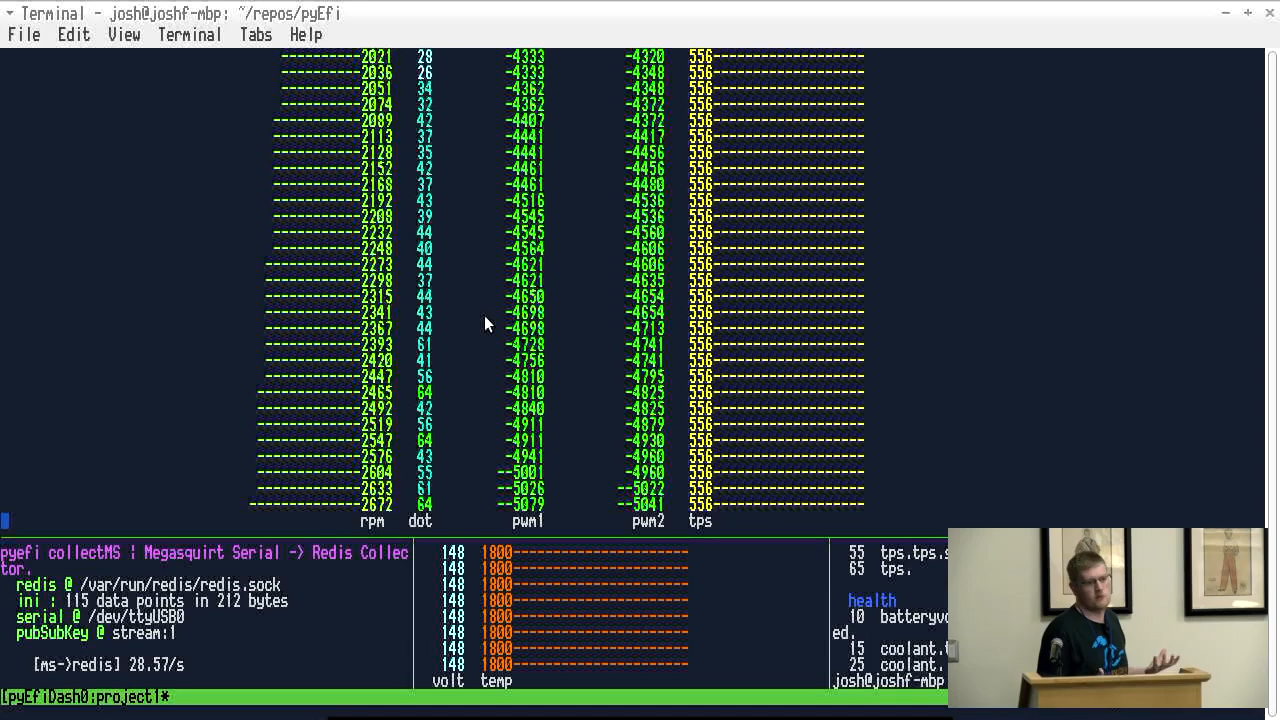 Terminal - josh@joshf-mbp: ~/repos/pyEfi
File Edit View Terminal Tabs Help
----------2021 28 -4333 -4320 556-------------------
----------2036 26 -4333 -4348 556-------------------
----------2051 34 -4362 -4348 556-------------------
----------2074 32 -4362 -4372 556-------------------
-----------2089 42 -4407 -4372 556-------------------
-----------2113 37 -4441 -4417 556-------------------
-----------2128 35 -4441 -4456 556-------------------
-----------2152 42 -4461 -4456 556-------------------
-----------2168 37 -4461 -4480 556-------------------
-----------2192 43 -4516 -4536 556-------------------
-----------2208 39 -4545 -4536 556-------------------
-----------2232 44 -4545 -4560 556-------------------
-----------2248 40 -4564 -4606 556-------------------
------------2273 44 -4621 -4606 556-------------------
------------2298 37 -4621 -4635 556-------------------
------------2315 44 -4650 -4654 556-------------------
------------2341 43 -4698 -4654 556-------------------
------------2367 44 -4698 -4713 556-------------------
------------2393 61 -4728 -4741 556-------------------
------------2420 41 -4756 -4741 556-------------------
------------2447 56 -4810 -4795 556-------------------
-------------2465 64 -4810 -4825 556-------------------
-------------2492 42 -4840 -4825 556-------------------
-------------2519 56 -4911 -4879 556-------------------
-------------2547 64 -4911 -4930 556-------------------
-------------2576 43 -4941 -4960 556-------------------
-------------2604 55 --5001 -4960 556-------------------
-------------2633 61 --5026 --5022 556-------------------
--------------2672 64 --5079 --5041 556-------------------
rpm dot pwm1 pwm2 tps
pyefi collectMS | Megasquirt Serial -> Redis Collec
tor.
redis @ /var/run/redis/redis.sock
ini : 115 data points in 212 bytes
serial @ /dev/ttyUSB0
pubSubKey @ stream:1
[ms->redis] 28.57/s
148 1800----------------------
148 1800----------------------
148 1800----------------------
148 1800----------------------
148 1800----------------------
148 1800----------------------
148 1800----------------------
148 1800----------------------
volt temp
55 tps.tps.s
65 tps.
health
10 batteryvo
ed.
15 coolant.t
25 coolant.
josh@joshf-mbp
[pyEfiDash0:project1*